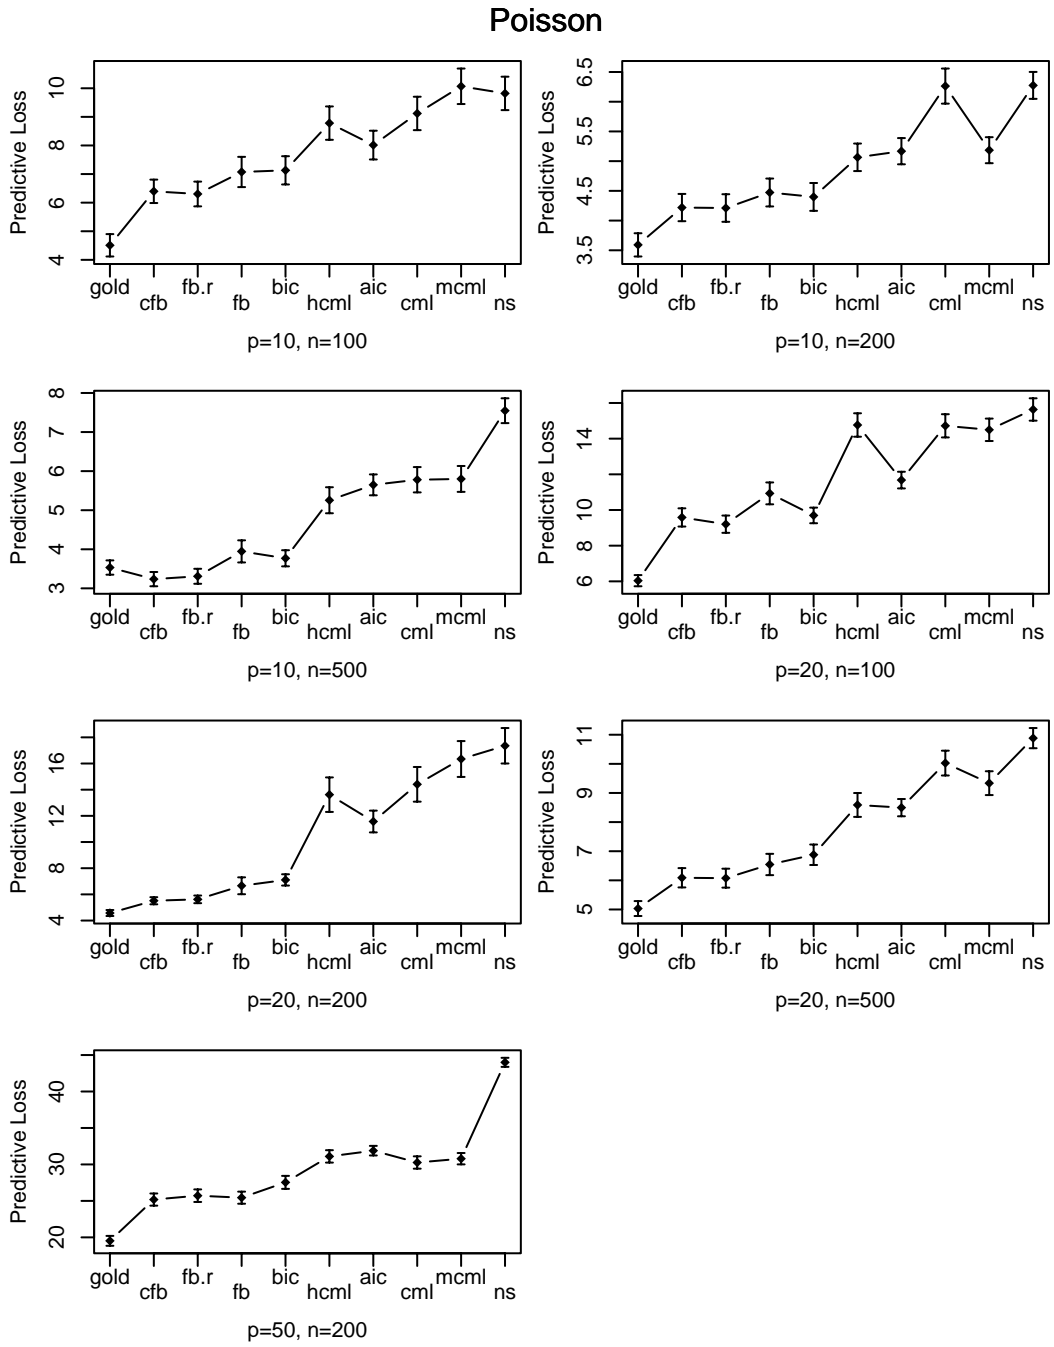 Poisson
Predictive Loss
4 6 8 10
gold cfb fb.r fb bic hcml aic cml mcml ns
p=10, n=100
Predictive Loss
3.5 4.5 5.5 6.5
gold cfb fb.r fb bic hcml aic cml mcml ns
p=10, n=200
Predictive Loss
3 4 5 6 7 8
gold cfb fb.r fb bic hcml aic cml mcml ns
p=10, n=500
Predictive Loss
6 8 10 14
gold cfb fb.r fb bic hcml aic cml mcml ns
p=20, n=100
Predictive Loss
4 8 12 16
gold cfb fb.r fb bic hcml aic cml mcml ns
p=20, n=200
Predictive Loss
5 7 9 11
gold cfb fb.r fb bic hcml aic cml mcml ns
p=20, n=500
Predictive Loss
20 30 40
gold cfb fb.r fb bic hcml aic cml mcml ns
p=50, n=200